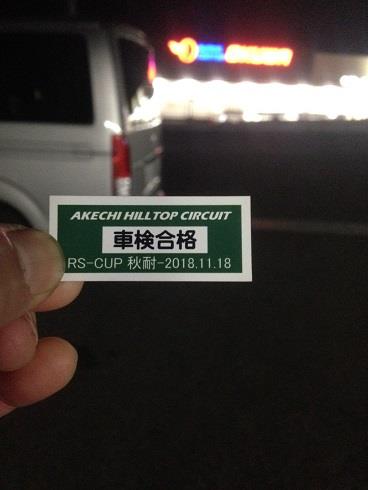 AKECHI HILLTOP CIRCUIT
車検合格
RS-CUP 秋耐-2018.11.18